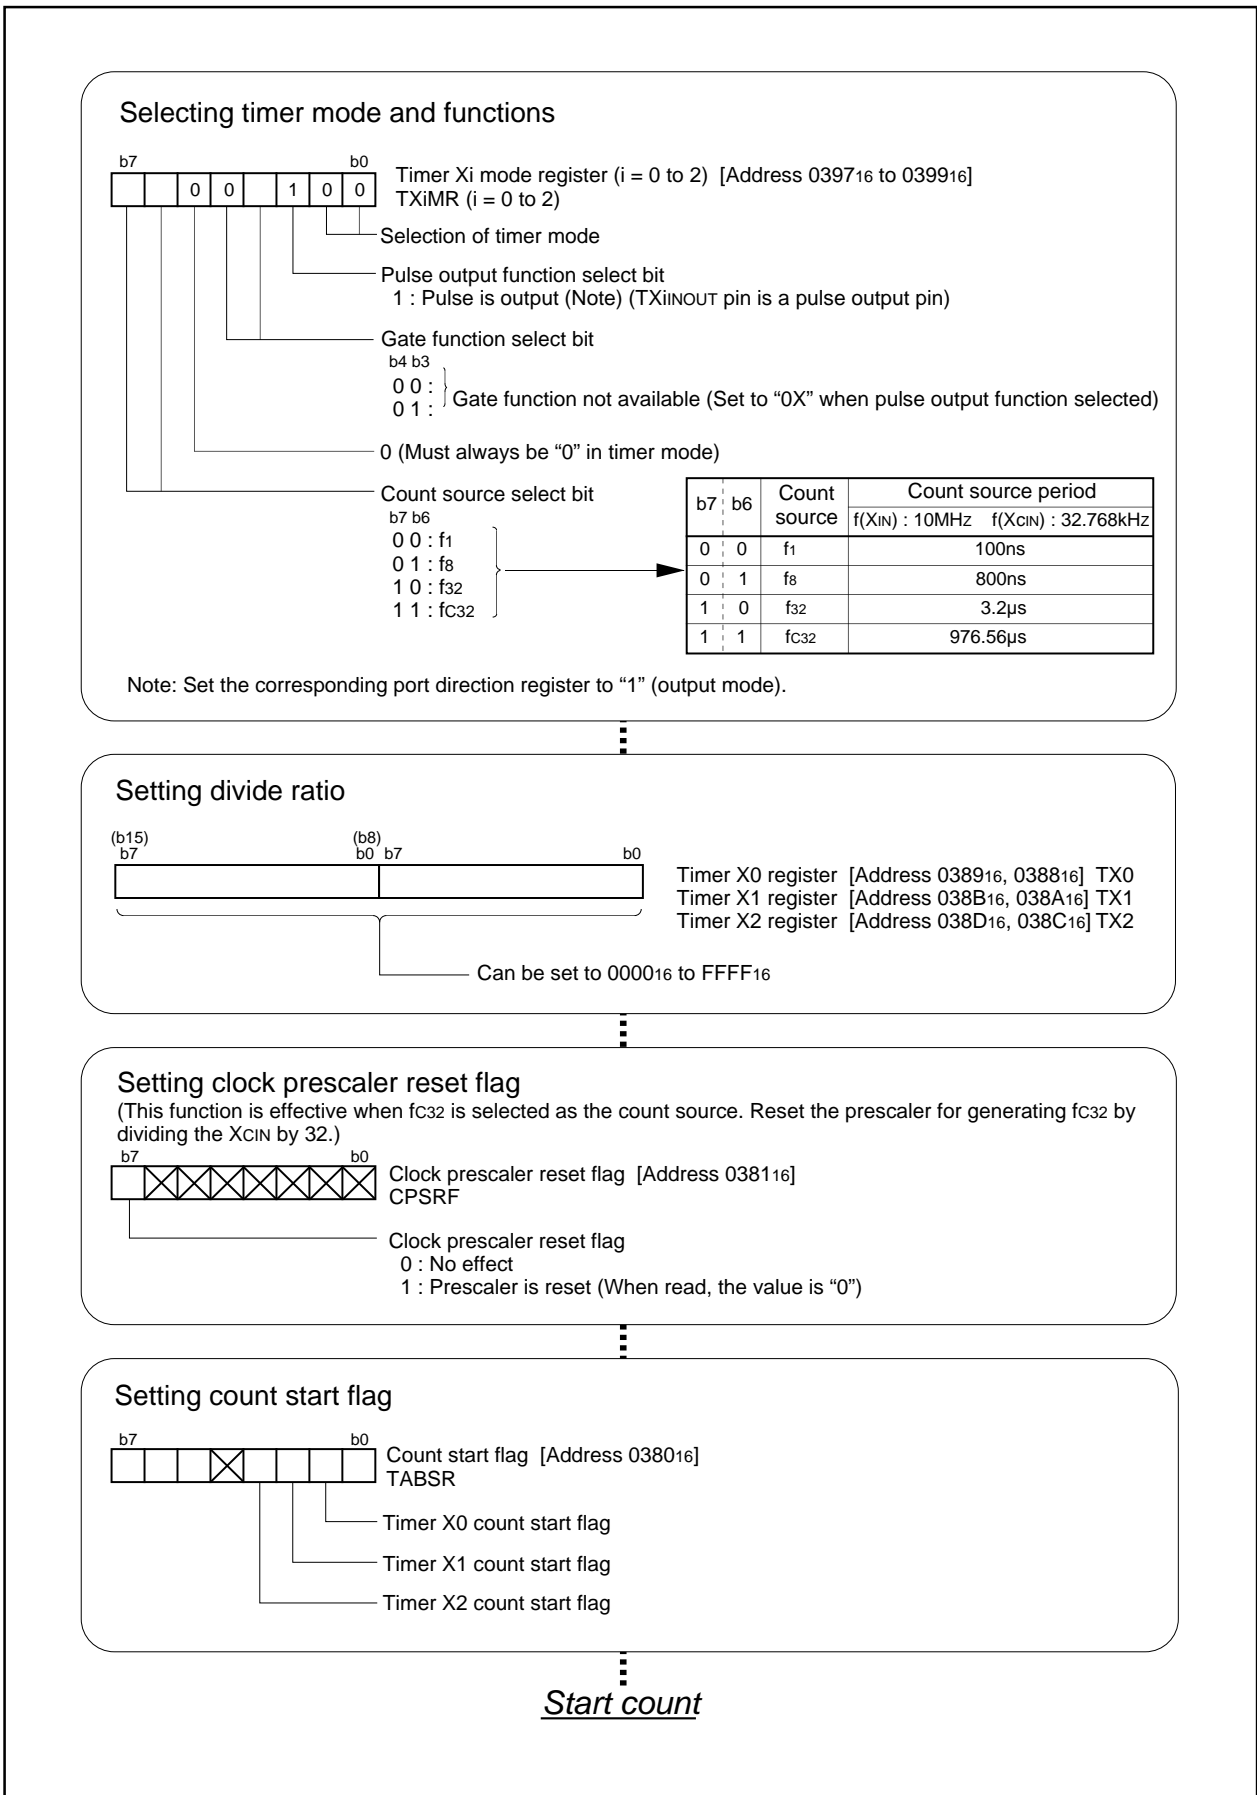 Selecting timer mode and functions
b7 b0
0 0 1 0 0
Timer Xi mode register (i = 0 to 2) [Address 039716 to 039916]
TXiMR (i = 0 to 2)
Selection of timer mode
Pulse output function select bit
1 : Pulse is output (Note) (TXiINOUT pin is a pulse output pin)
Gate function select bit
b4 b3
0 0 :
0 1 :
Gate function not available (Set to “0X” when pulse output function selected)
0 (Must always be “0” in timer mode)
Count source select bit
b7 b6
0 0 : f1
0 1 : f8
1 0 : f32
1 1 : fC32
b7 b6 Count source Count source period
f(XIN) : 10MHz f(XCIN) : 32.768kHz
0 0 f1 100ns
0 1 f8 800ns
1 0 f32 3.2µs
1 1 fC32 976.56µs
Note: Set the corresponding port direction register to “1” (output mode).
Setting divide ratio
(b15) (b8)
b7 b0 b7 b0
Timer X0 register [Address 038916, 038816] TX0
Timer X1 register [Address 038B16, 038A16] TX1
Timer X2 register [Address 038D16, 038C16] TX2
Can be set to 000016 to FFFF16
Setting clock prescaler reset flag
(This function is effective when fC32 is selected as the count source. Reset the prescaler for generating fC32 by
dividing the XCIN by 32.)
b7 b0
Clock prescaler reset flag [Address 038116]
CPSRF
Clock prescaler reset flag
0 : No effect
1 : Prescaler is reset (When read, the value is “0”)
Setting count start flag
b7 b0
Count start flag [Address 038016]
TABSR
Timer X0 count start flag
Timer X1 count start flag
Timer X2 count start flag
Start count